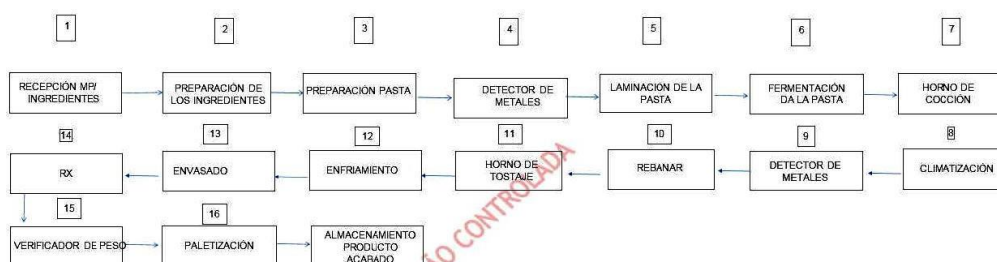 1 2 3 4 5 6 7
RECEPCIÓN MP/
INGREDIENTES
PREPARACIÓN DE
LOS INGREDIENTES
PREPARACIÓN PASTA
DETECTOR DE
METALES
LAMINACION DE LA
PASTA
FERMENTACIÓN
DA LA PASTA
HORNO DE
COCCIÓN
14 13 12 11 10 9 8
RX
ENVASADO
ENFRIAMIENTO
HORNO DE
TOSTAJE
REBANAR
DETECTOR DE
METALES
CLIMATIZACIÓN
15 16
VERIFICADOR DE PESO
PALETIZACIÓN
ALMACENAMIENTO
PRODUCTO
ACABADO
ÃO CONTROLADA